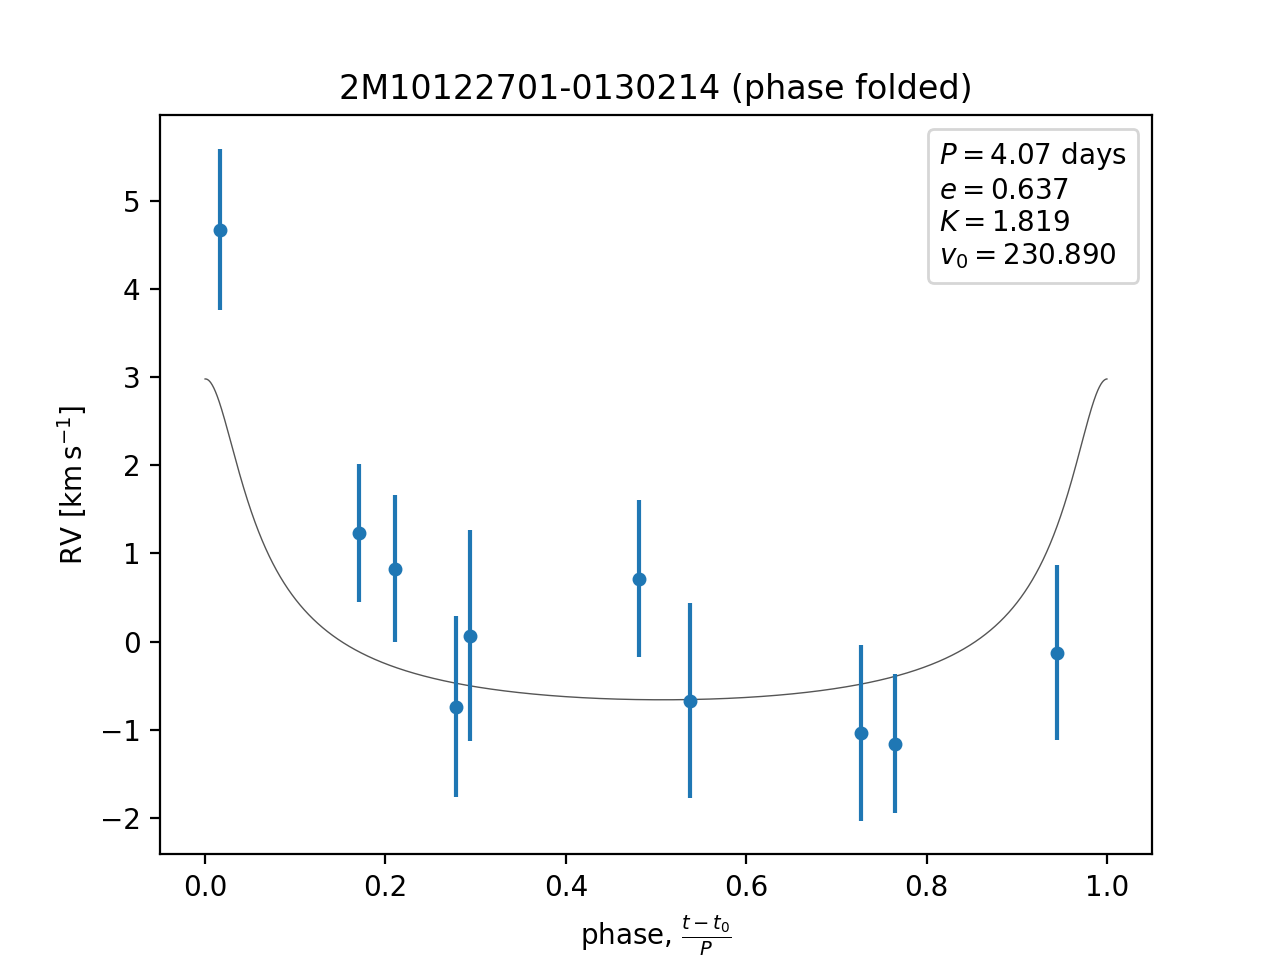 2M10122701-0130214 (phase folded)
P = 4.07 days
e = 0.637
K = 1.819
v₀ = 230.890
RV [km s⁻¹]
5
4
3
2
1
0
−1
−2
0.0 0.2 0.4 0.6 0.8 1.0
phase, (t − t₀)/P